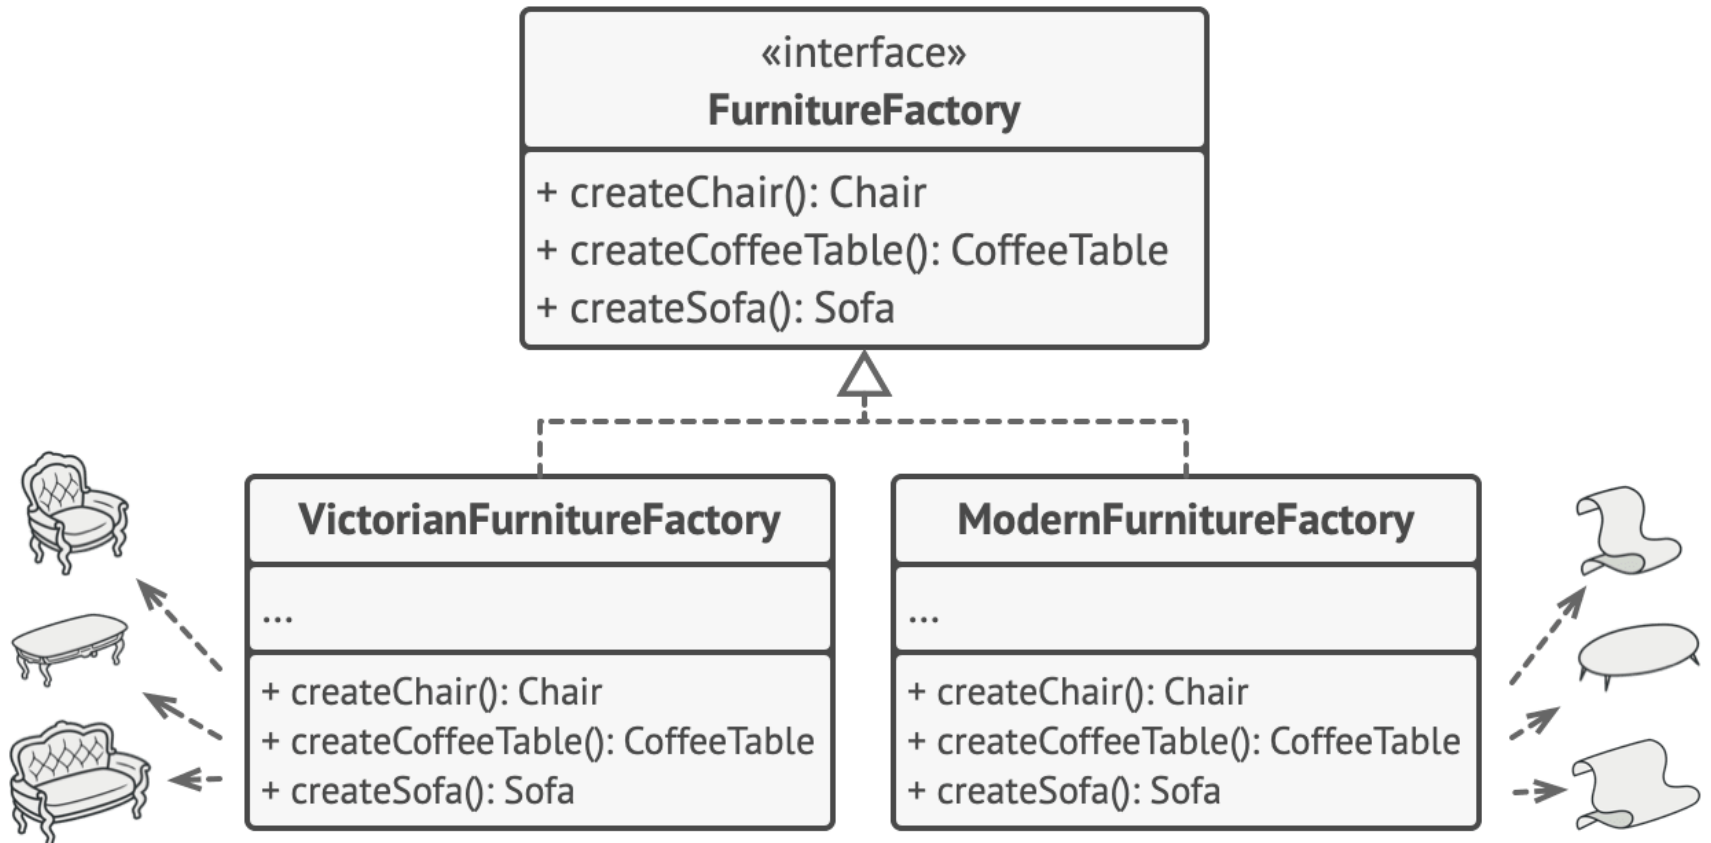 «interface»
FurnitureFactory
+ createChair(): Chair
+ createCoffeeTable(): CoffeeTable
+ createSofa(): Sofa
VictorianFurnitureFactory
...
+ createChair(): Chair
+ createCoffeeTable(): CoffeeTable
+ createSofa(): Sofa
ModernFurnitureFactory
...
+ createChair(): Chair
+ createCoffeeTable(): CoffeeTable
+ createSofa(): Sofa